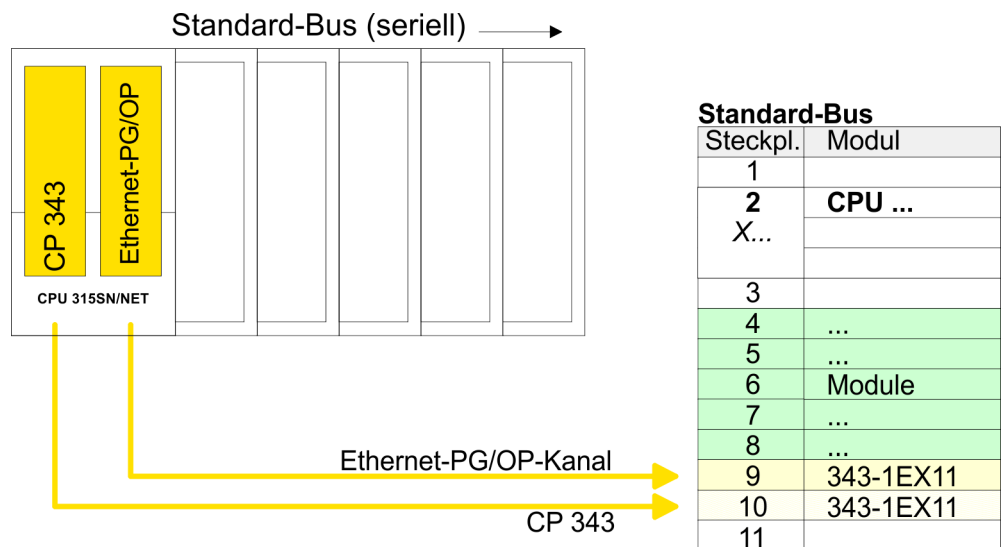 Standard-Bus (seriell)
CP 343
Ethernet-PG/OP
CPU 315SN/NET
Ethernet-PG/OP-Kanal
CP 343
Standard-Bus
Steckpl. Modul
1
2 CPU ...
X...
3
4 ...
5 ...
6 Module
7 ...
8 ...
9 343-1EX11
10 343-1EX11
11